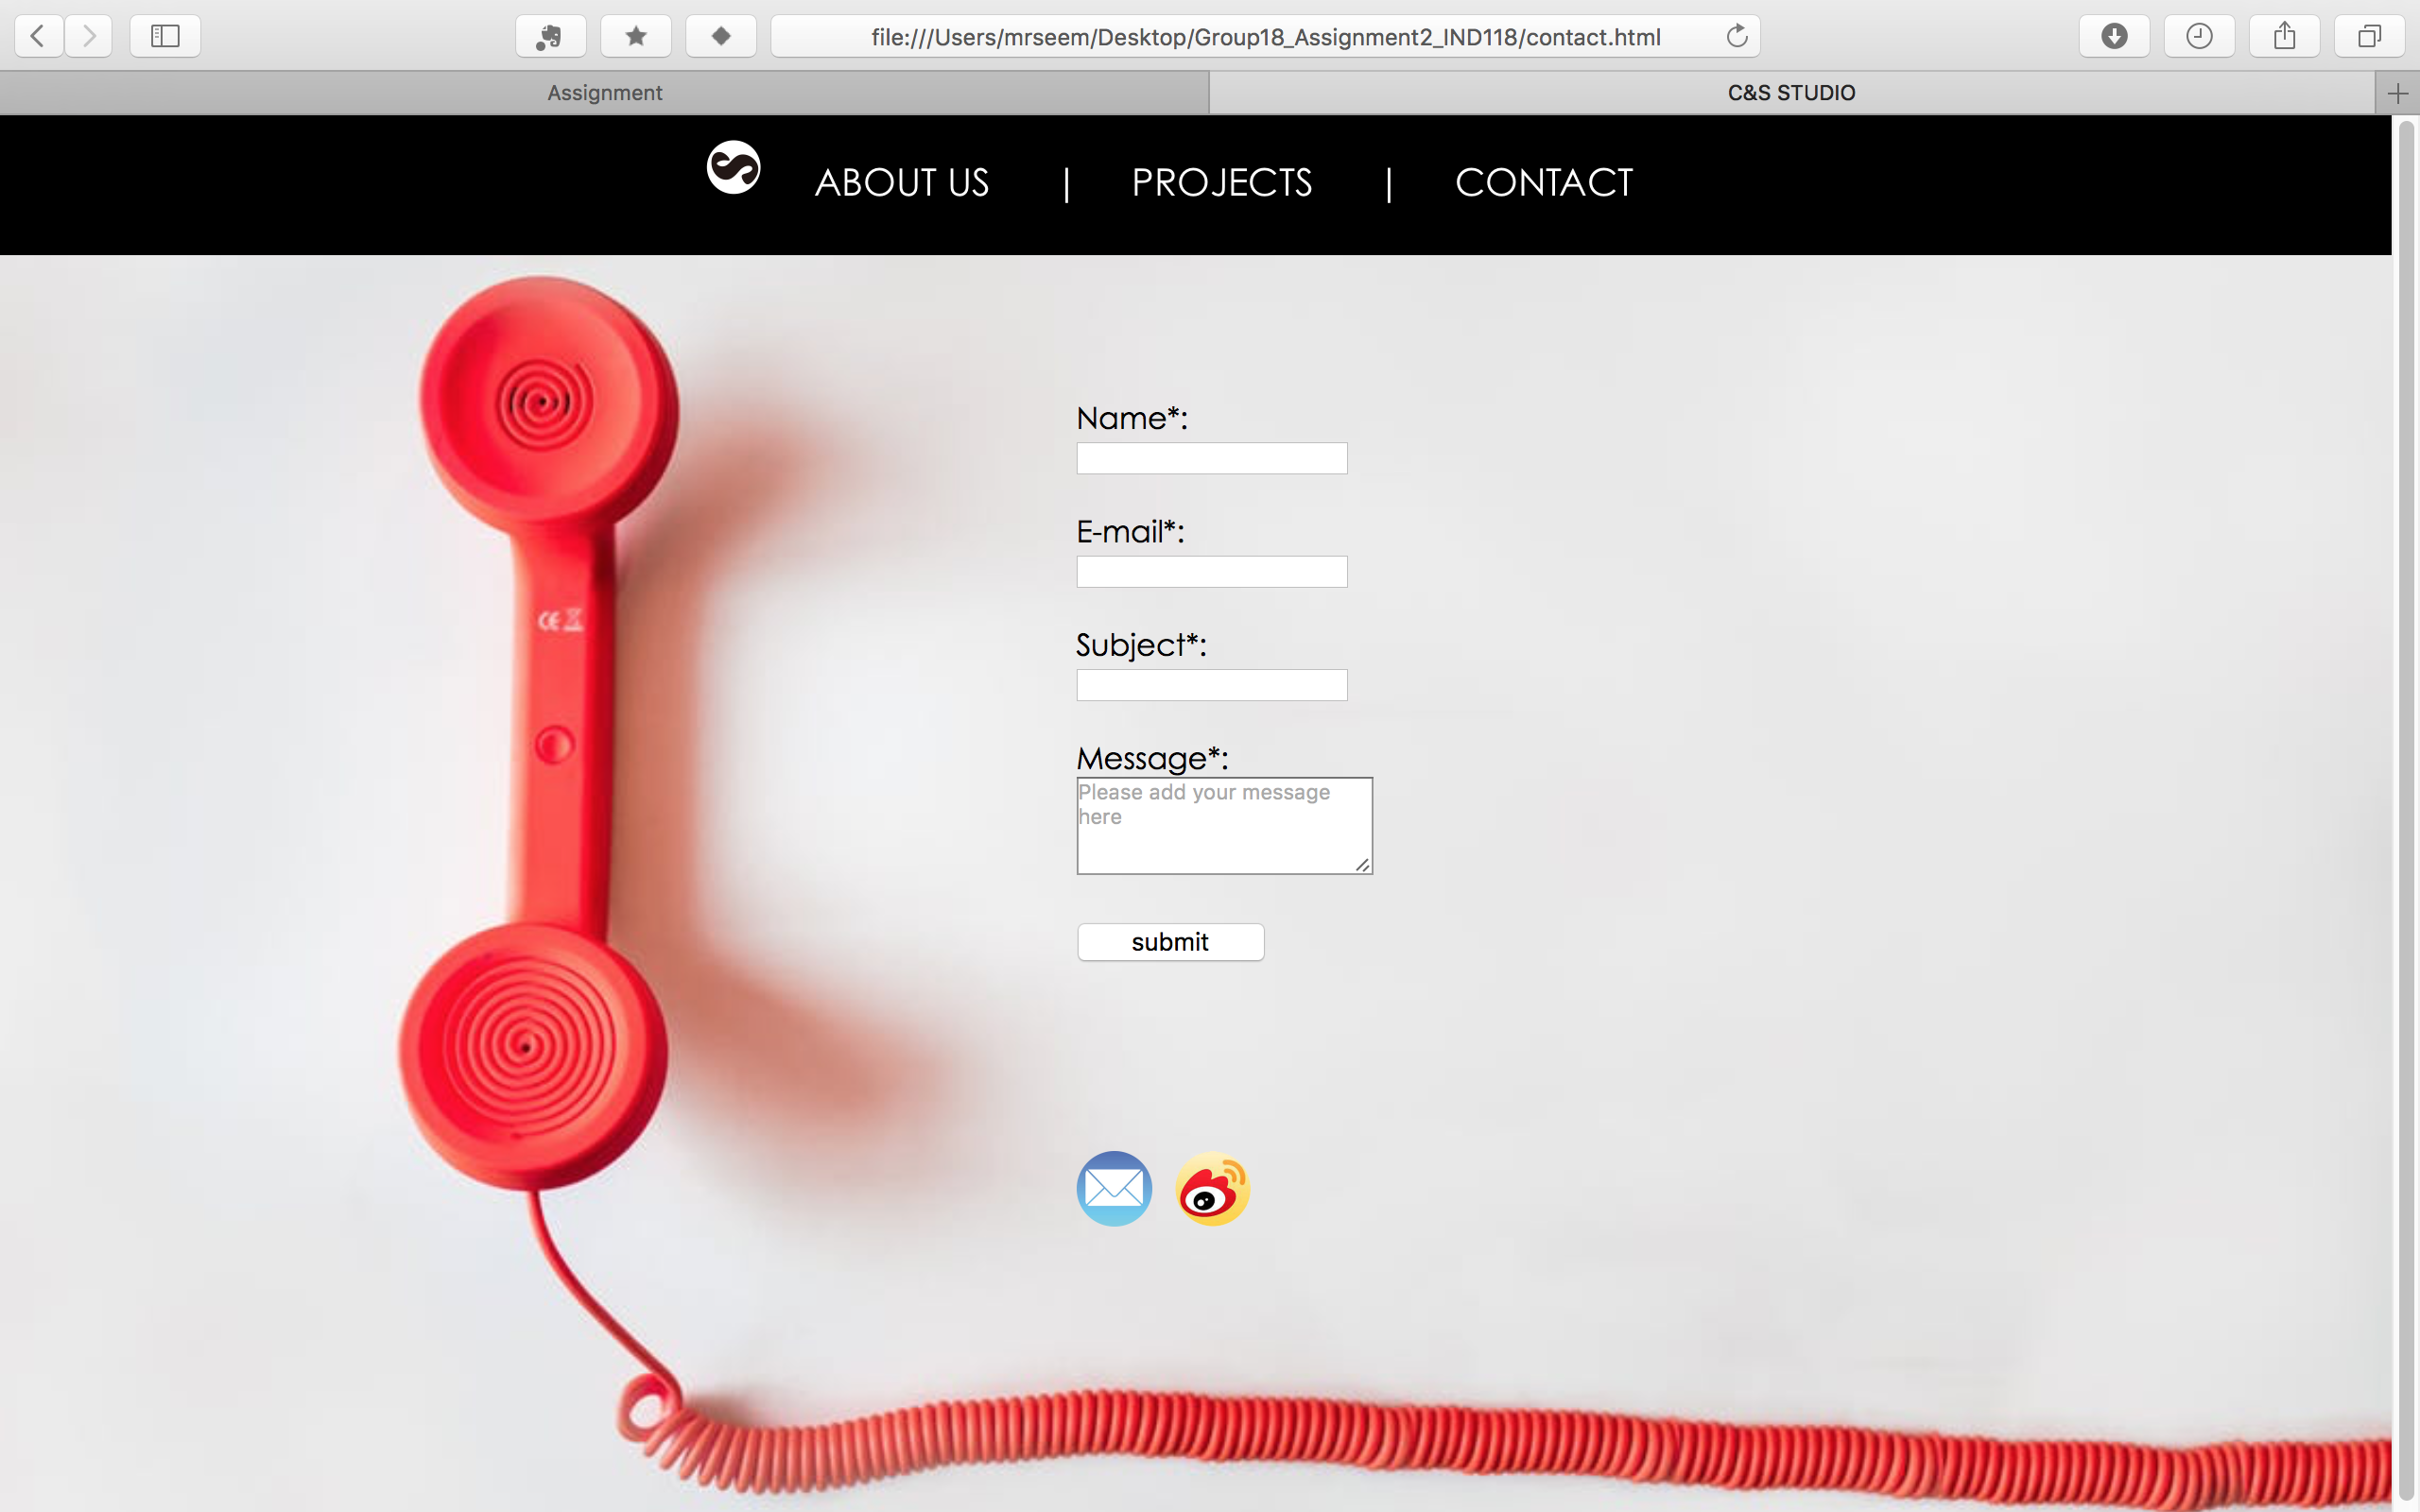 file:///Users/mrseem/Desktop/Group18_Assignment2_IND118/contact.html
Assignment
C&S STUDIO
ABOUT US | PROJECTS | CONTACT
Name*:
E-mail*:
Subject*:
Message*:
Please add your message
here
submit
CE